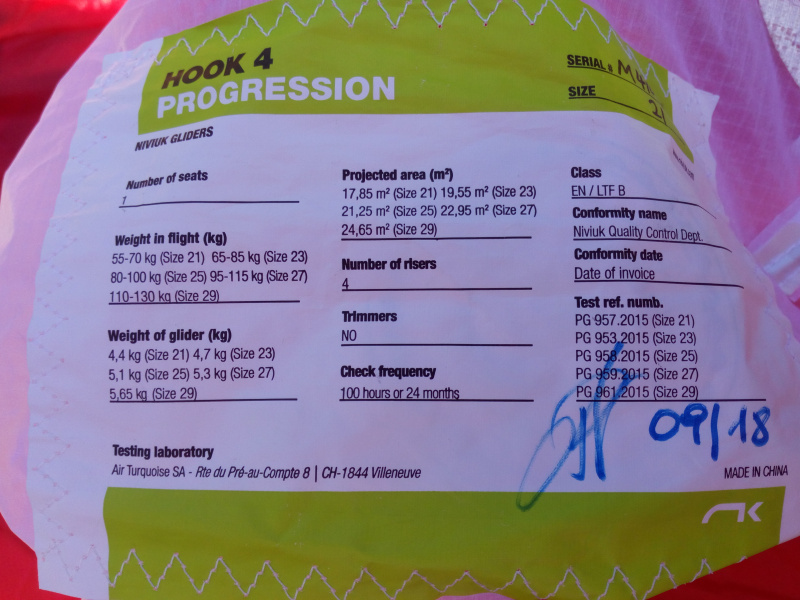 HOOK 4
PROGRESSION
SERIAL #
SIZE
NIVIUK GLIDERS
Number of seats
1
Weight in flight (kg)
55-70 kg (Size 21) 65-85 kg (Size 23)
80-100 kg (Size 25) 95-115 kg (Size 27)
110-130 kg (Size 29)
Weight of glider (kg)
4,4 kg (Size 21) 4,7 kg (Size 23)
5,1 kg (Size 25) 5,3 kg (Size 27)
5,65 kg (Size 29)
Projected area (m²)
17,85 m² (Size 21) 19,55 m² (Size 23)
21,25 m² (Size 25) 22,95 m² (Size 27)
24,65 m² (Size 29)
Number of risers
4
Trimmers
NO
Check frequency
100 hours or 24 months
Class
EN / LTF B
Conformity name
Niviuk Quality Control Dept.
Conformity date
Date of invoice
Test ref. numb.
PG 957.2015 (Size 21)
PG 953.2015 (Size 23)
PG 958.2015 (Size 25)
PG 959.2015 (Size 27)
PG 961.2015 (Size 29)
09/18
Testing laboratory
Air Turquoise SA - Rte du Pré-au-Compte 8 | CH-1844 Villeneuve
MADE IN CHINA